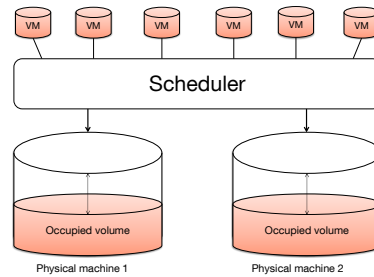 VM VM VM VM VM VM
Scheduler
Occupied volume Occupied volume
Physical machine 1 Physical machine 2